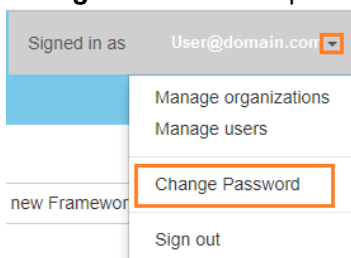 Signed in as User@domain.com
Manage organizations
Manage users
Change Password
new Framewor
Sign out